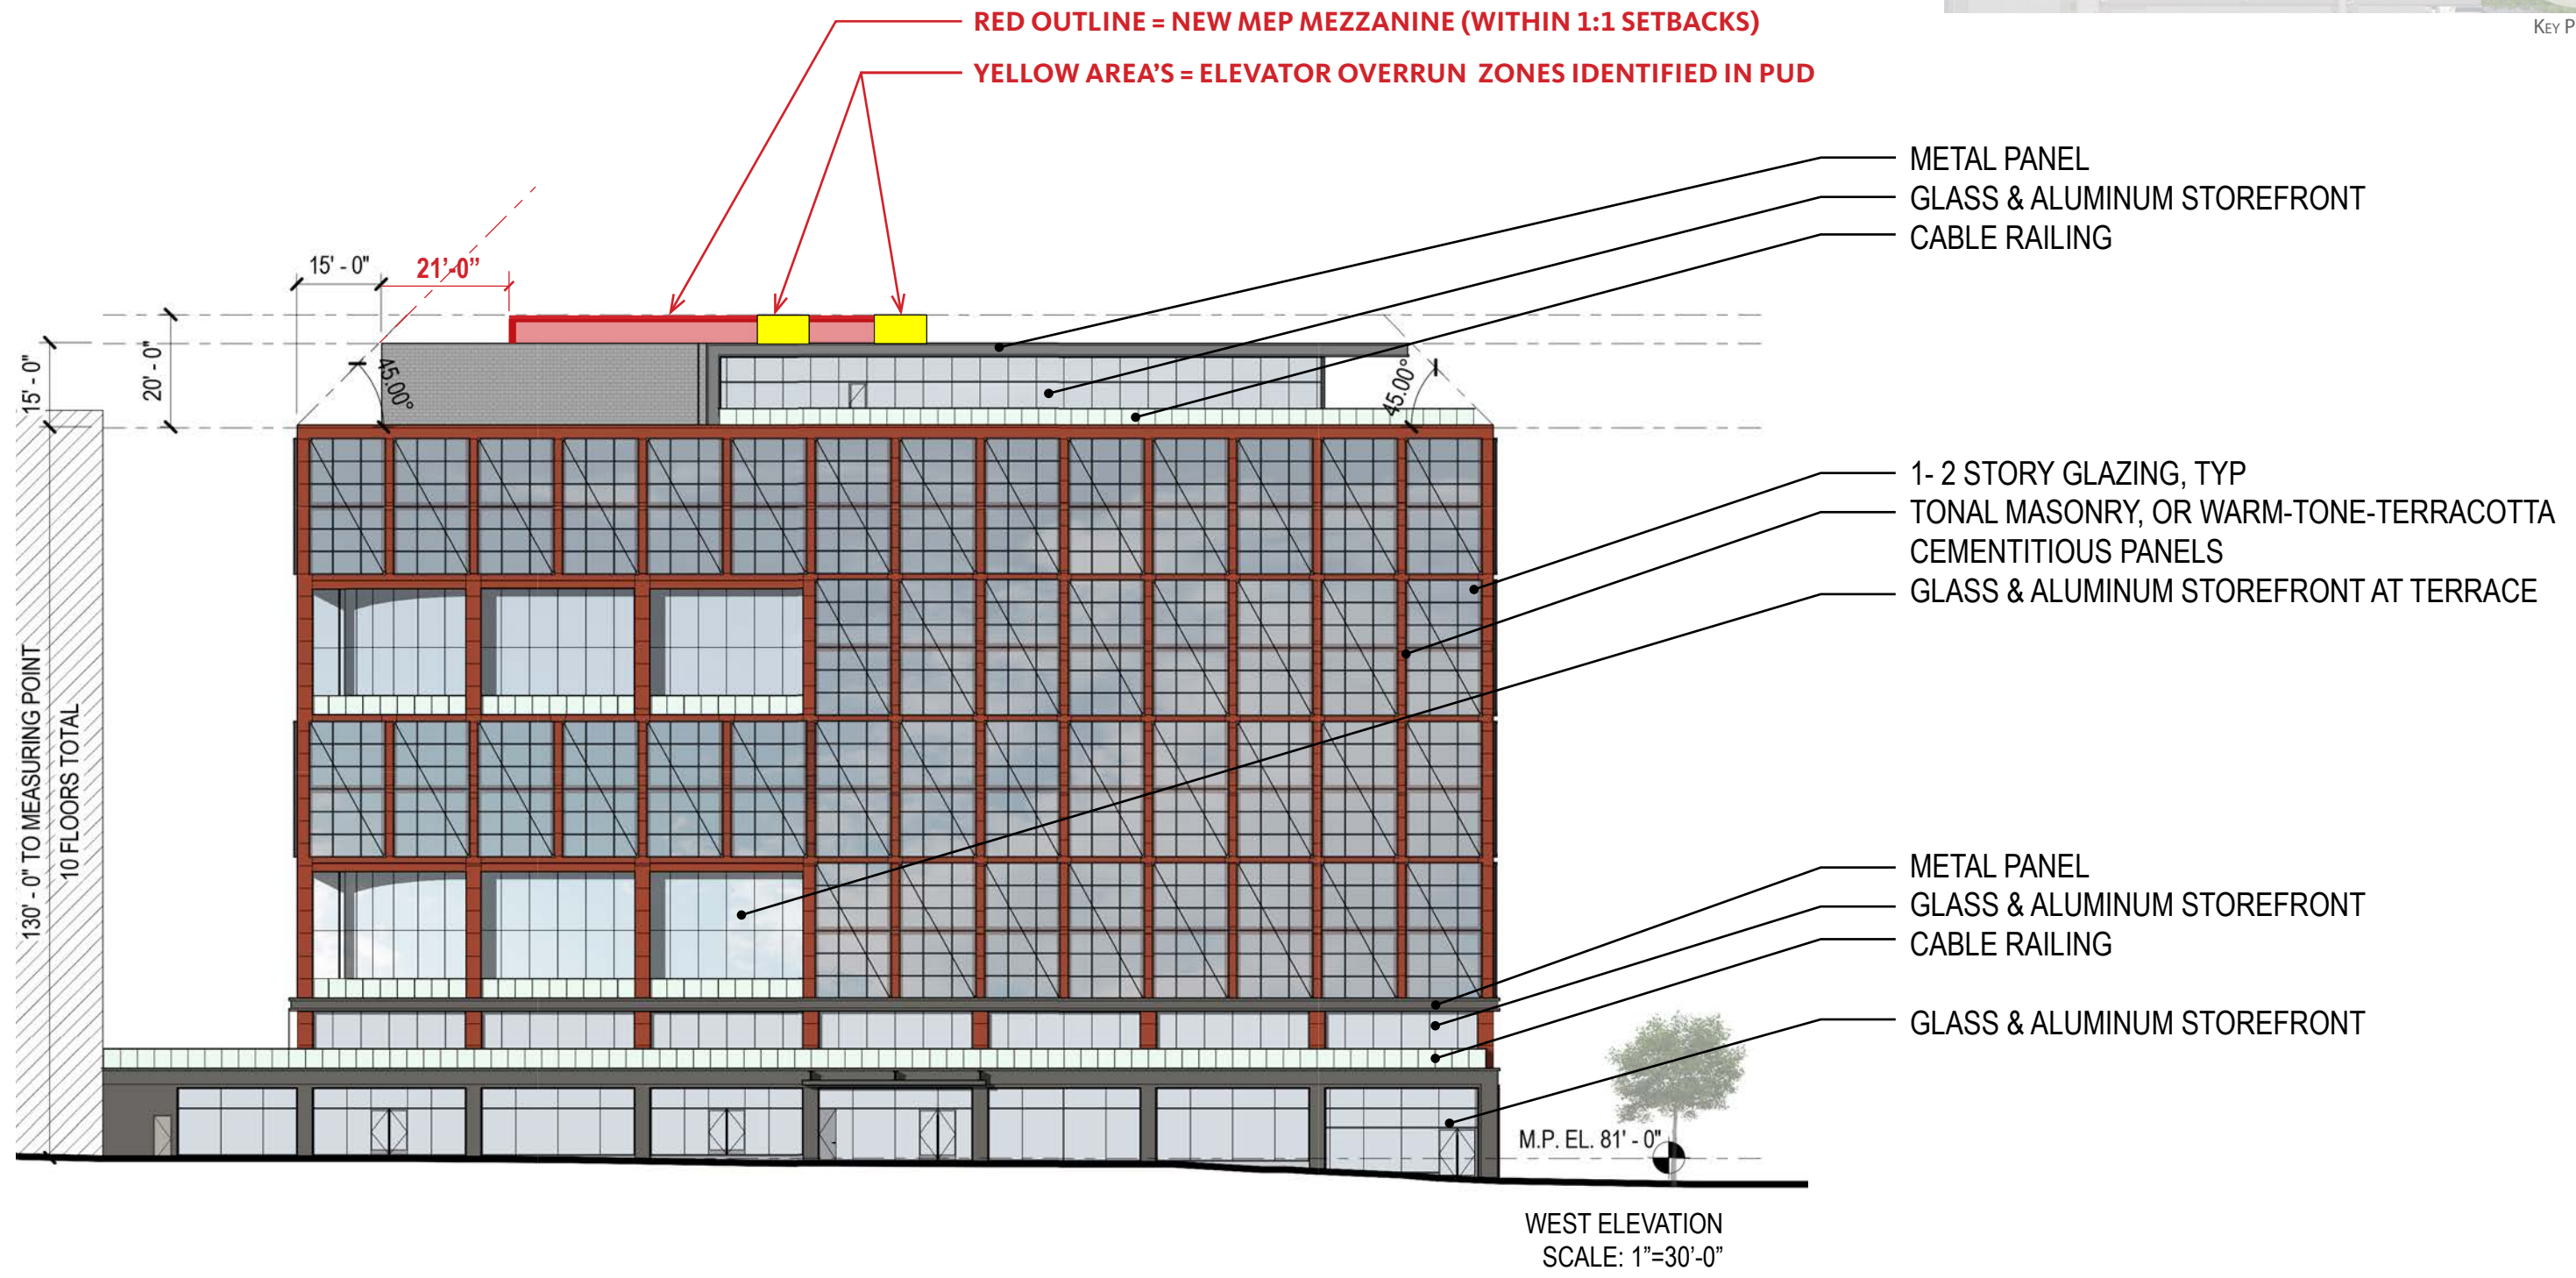 RED OUTLINE = NEW MEP MEZZANINE (WITHIN 1:1 SETBACKS)
YELLOW AREA'S = ELEVATOR OVERRUN ZONES IDENTIFIED IN PUD
KEY P
METAL PANEL
GLASS & ALUMINUM STOREFRONT
CABLE RAILING
15' - 0"
21'-0”
15' - 0"
20' - 0"
45.00°
45.00°
1- 2 STORY GLAZING, TYP
TONAL MASONRY, OR WARM-TONE-TERRACOTTA
CEMENTITIOUS PANELS
GLASS & ALUMINUM STOREFRONT AT TERRACE
130' - 0" TO MEASURING POINT
10 FLOORS TOTAL
METAL PANEL
GLASS & ALUMINUM STOREFRONT
CABLE RAILING
GLASS & ALUMINUM STOREFRONT
M.P. EL. 81' - 0"
WEST ELEVATION
SCALE: 1”=30’-0”